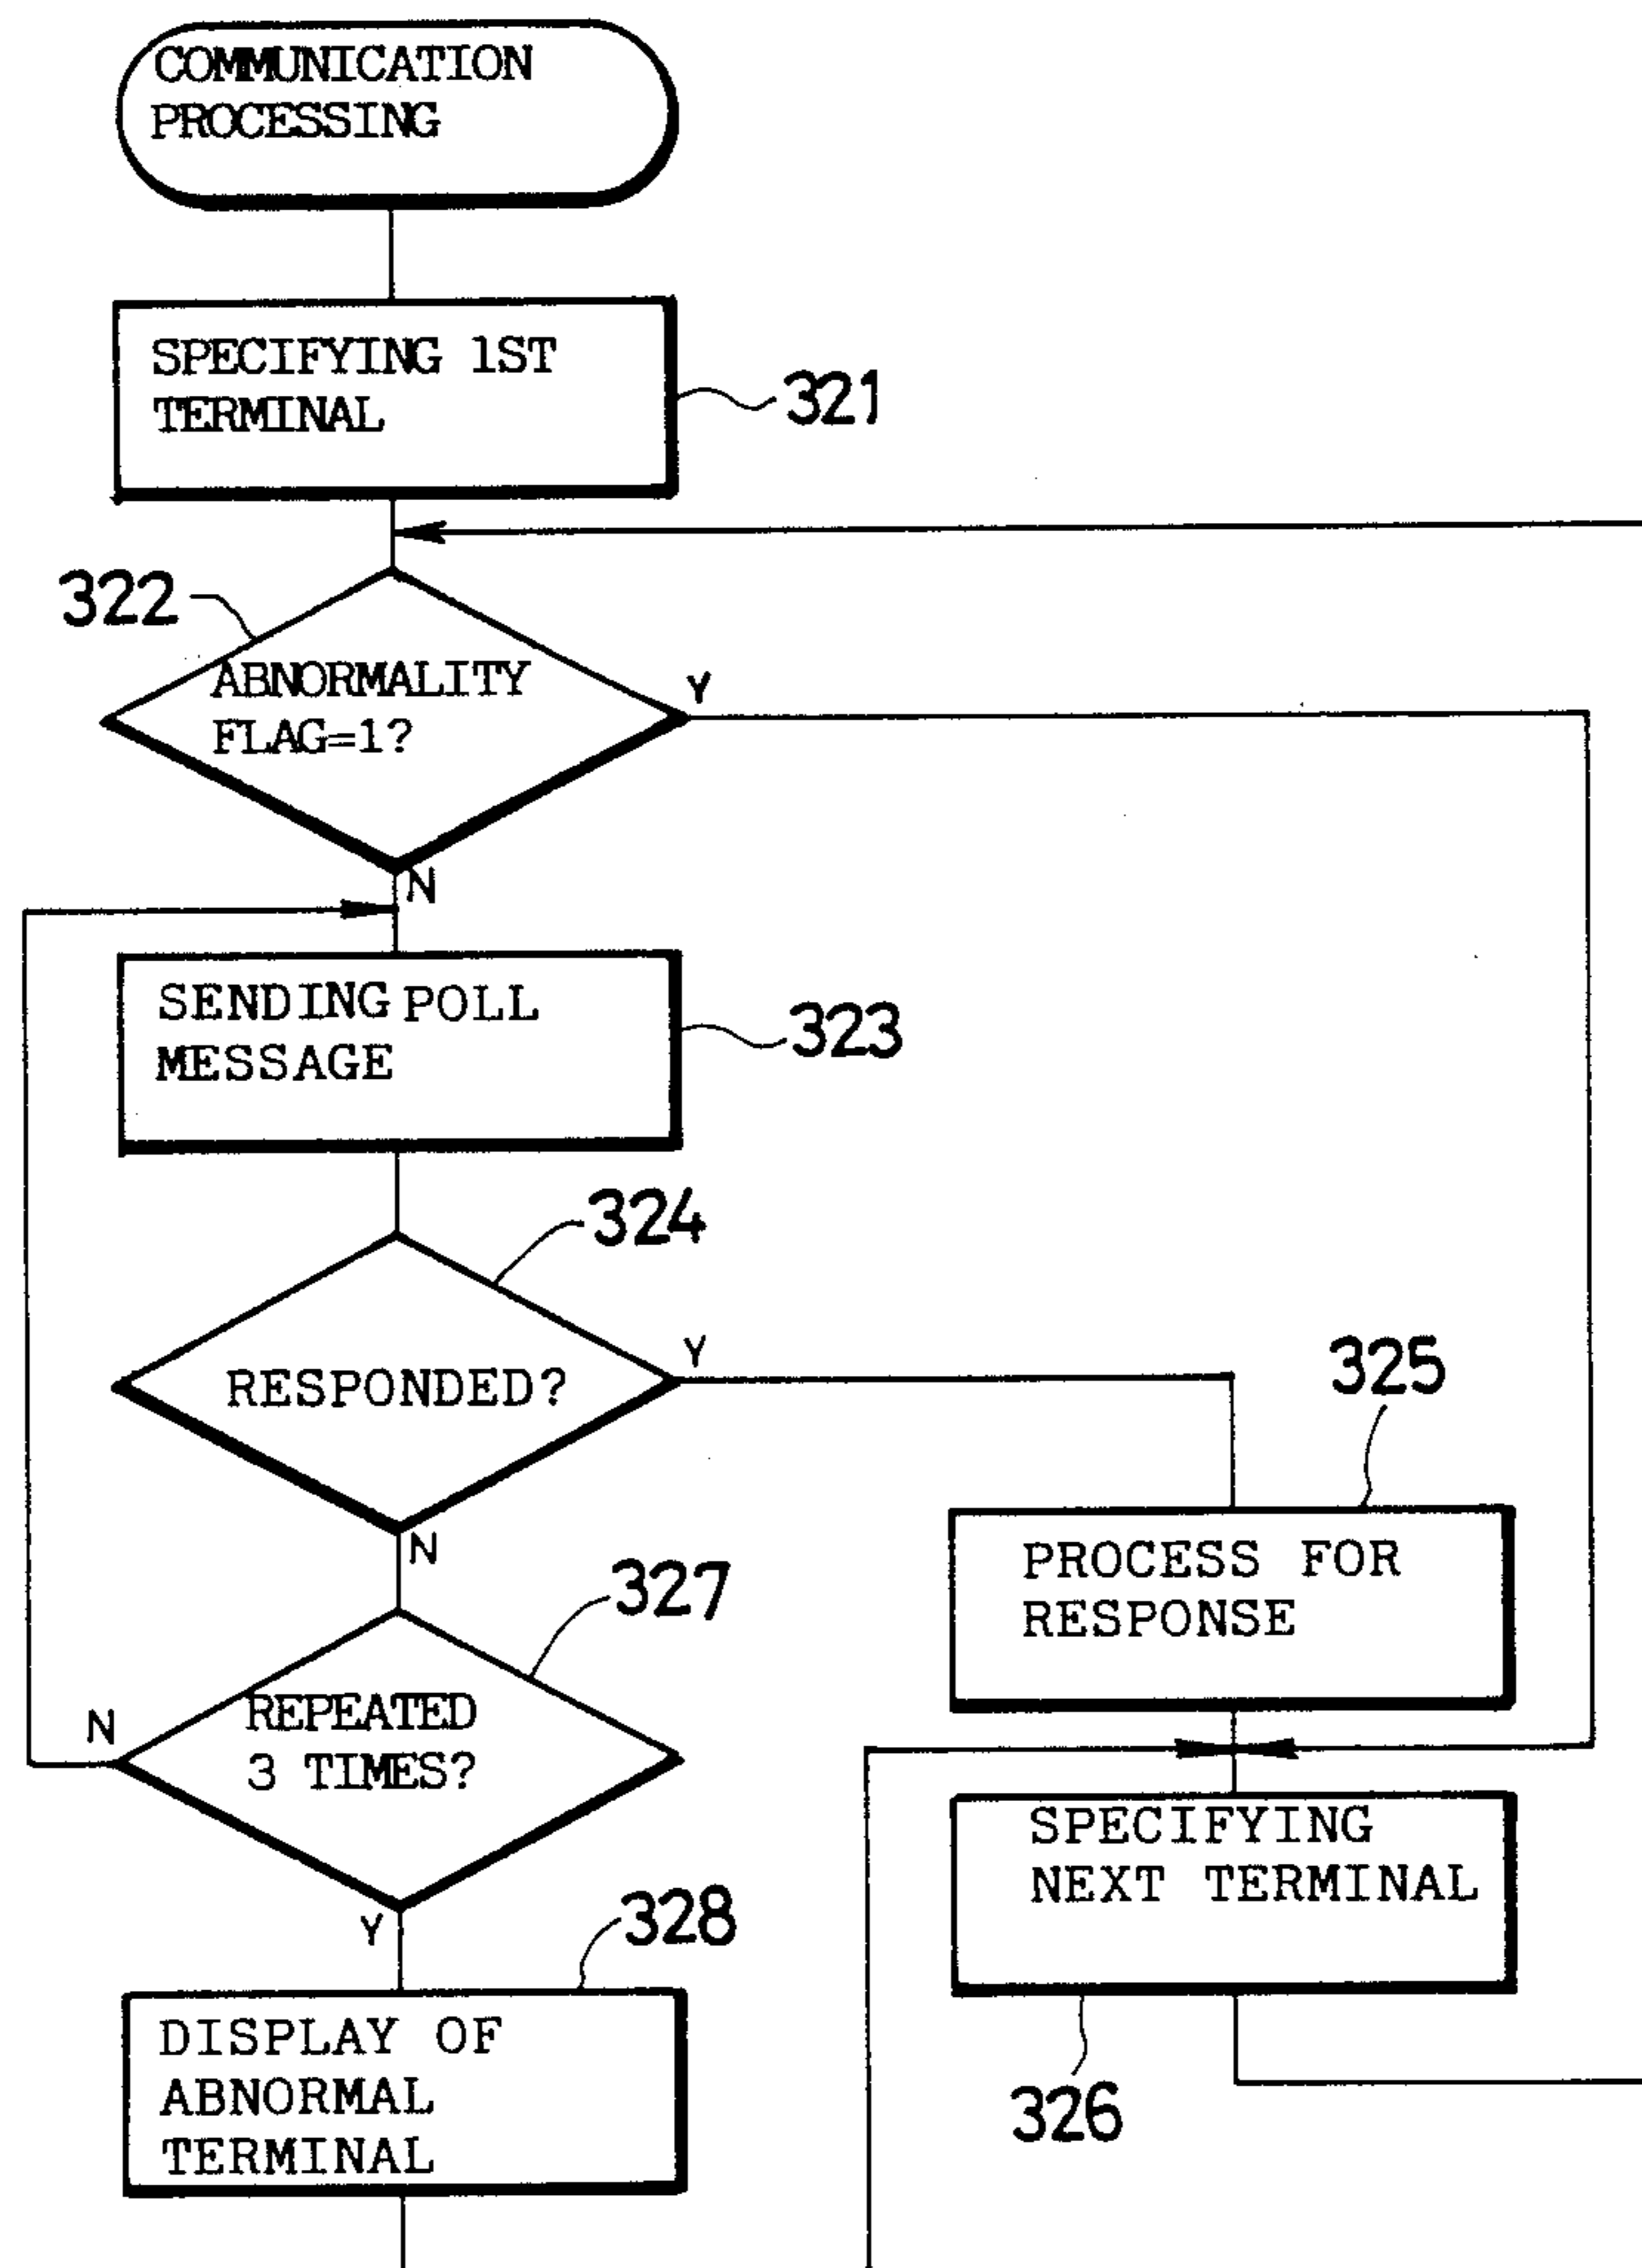 COMMUNICATION
PROCESSING
SPECIFYING 1ST
TERMINAL
321
322
ABNORMALITY
FLAG=1?
Y
N
SENDING POLL
MESSAGE
323
324
RESPONDED?
Y
N
325
PROCESS FOR
RESPONSE
327
REPEATED
3 TIMES?
N
Y
SPECIFYING
NEXT TERMINAL
326
328
DISPLAY OF
ABNORMAL
TERMINAL